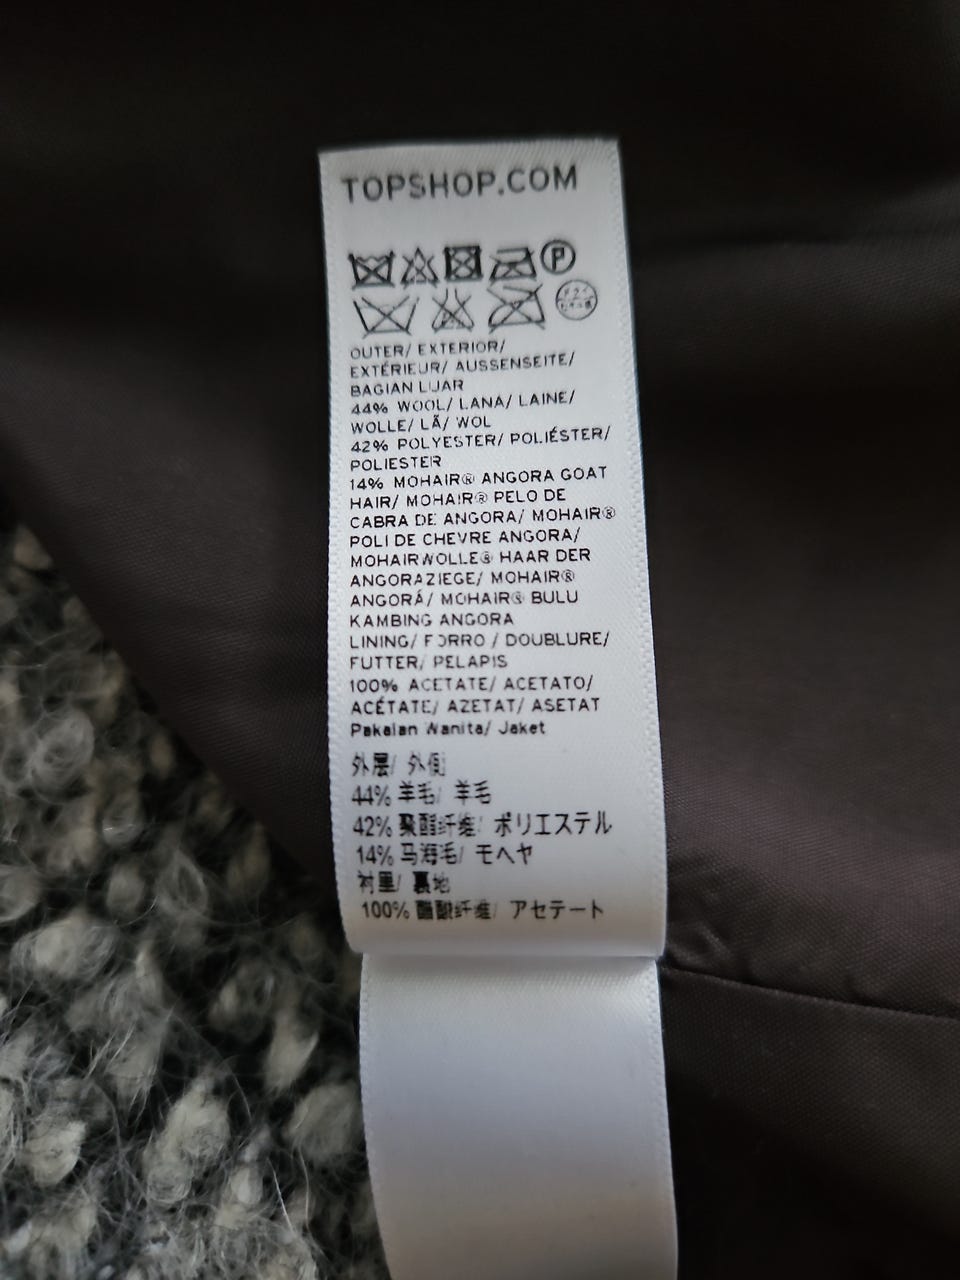 TOPSHOP.COM
P
ドライ
OUTER/ EXTERIOR/
EXTÉRIEUR/ AUSSENSEITE/
BAGIAN LUAR
44% WOOL/ LANA/ LAINE/
WOLLE/ LÃ/ WOL
42% POLYESTER/ POLIÉSTER/
POLIESTER
14% MOHAIR® ANGORA GOAT
HAIR/ MOHAIR® PELO DE
CABRA DE ANGORA/ MOHAIR®
POLI DE CHEVRE ANGORA/
MOHAIRWOLLE® HAAR DER
ANGORAZIEGE/ MOHAIR®
ANGORÁ/ MOHAIR® BULU
KAMBING ANGORA
LINING/ FORRO / DOUBLURE/
FUTTER/ PELAPIS
100% ACETATE/ ACETATO/
ACÉTATE/ AZETAT/ ASETAT
Pakaian Wanita/ Jaket
外层/ 外側
44% 羊毛/ 羊毛
42% 聚酯纤维/ ポリエステル
14% 马海毛/ モヘヤ
衬里/ 裏地
100% 醋酸纤维/ アセテート